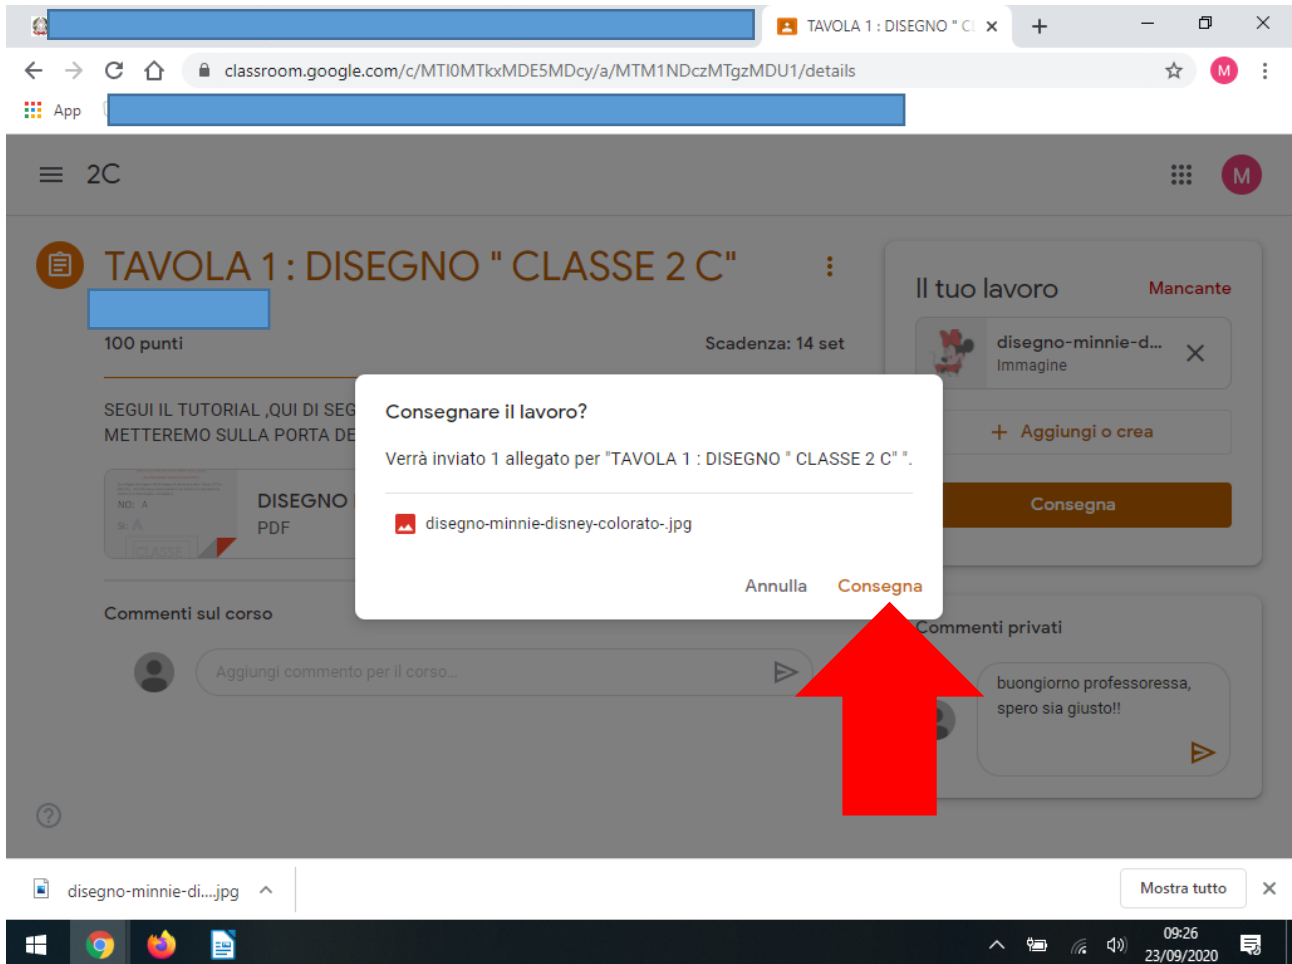 TAVOLA 1 : DISEGNO " CL
classroom.google.com/c/MTI0MTkxMDE5MDcy/a/MTM1NDczMTgzMDU1/details
M
App
2C
M
TAVOLA 1 : DISEGNO " CLASSE 2 C"
100 punti
Scadenza: 14 set
SEGUI IL TUTORIAL ,QUI DI SEG
METTEREMO SULLA PORTA DE
NO: A
SI: A
CLASSE
DISEGNO
PDF
Commenti sul corso
Aggiungi commento per il corso...
Il tuo lavoro
Mancante
disegno-minnie-d...
Immagine
+ Aggiungi o crea
Consegna
Consegnare il lavoro?
Verrà inviato 1 allegato per "TAVOLA 1 : DISEGNO " CLASSE 2 C" ".
disegno-minnie-disney-colorato-.jpg
Annulla
Consegna
Commenti privati
buongiorno professoressa,
spero sia giusto!!
disegno-minnie-di....jpg
Mostra tutto
09:26
23/09/2020